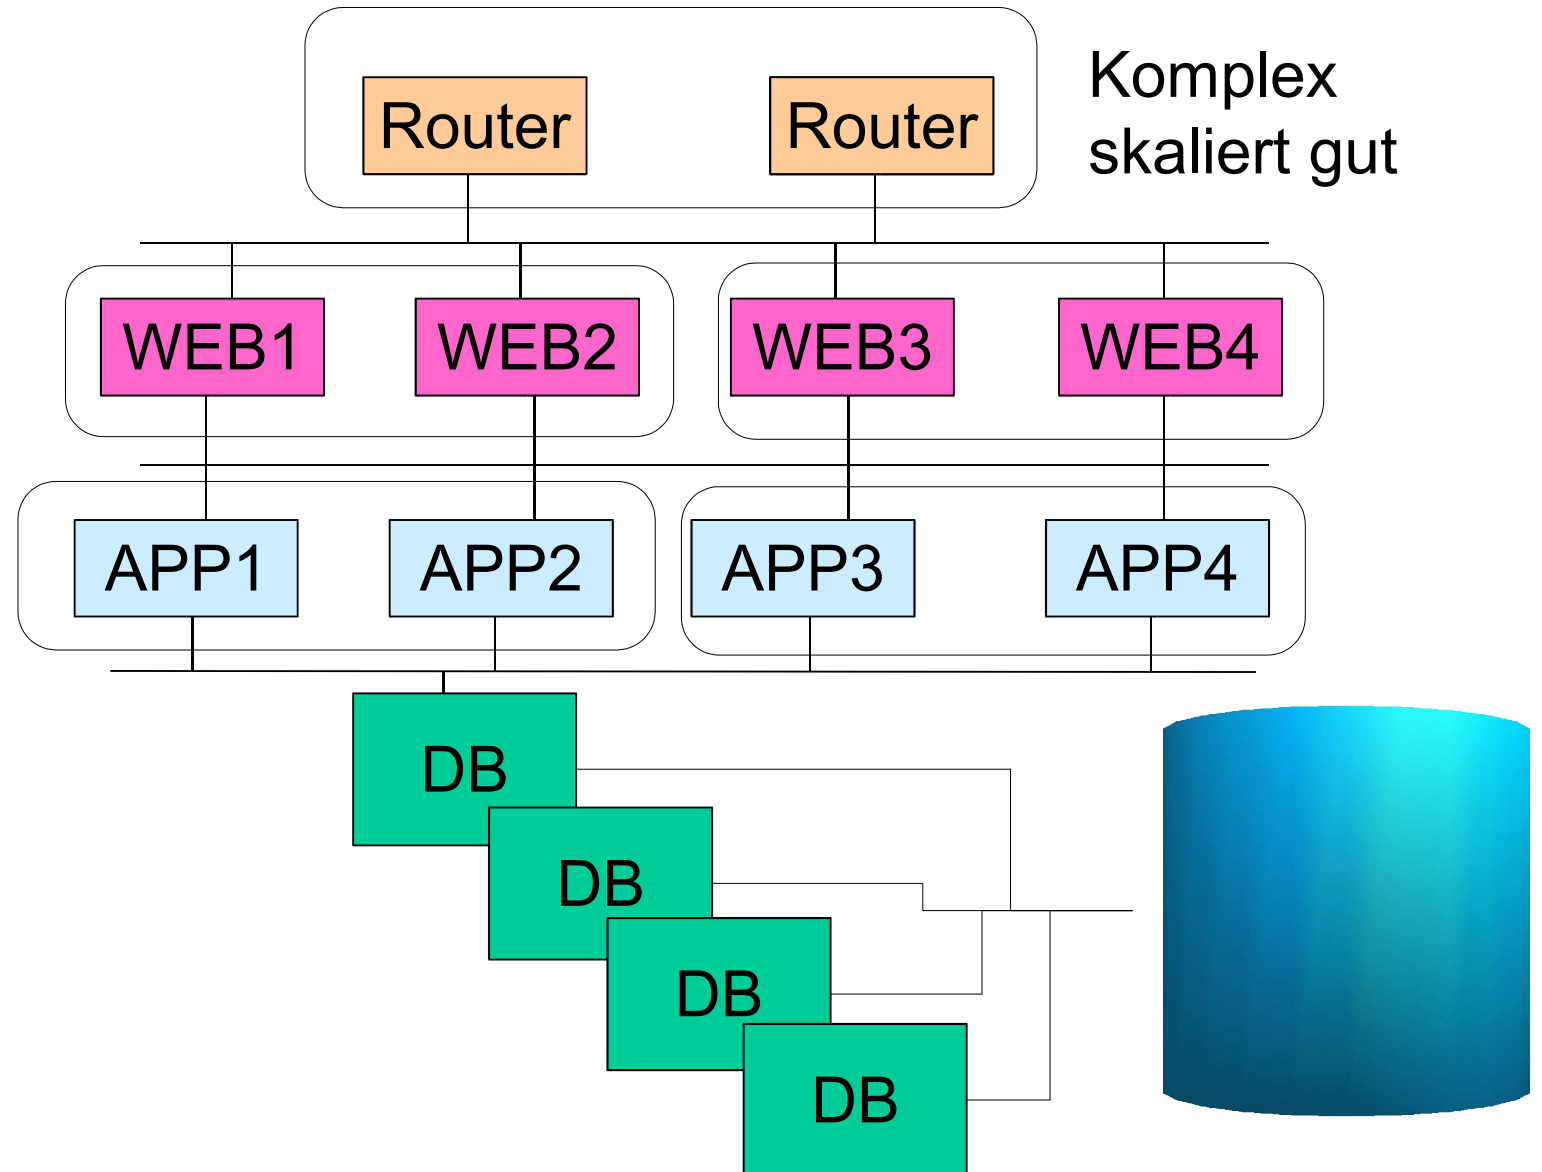 Router
Router
Komplex
skaliert gut
WEB1
WEB2
WEB3
WEB4
APP1
APP2
APP3
APP4
DB
DB
DB
DB